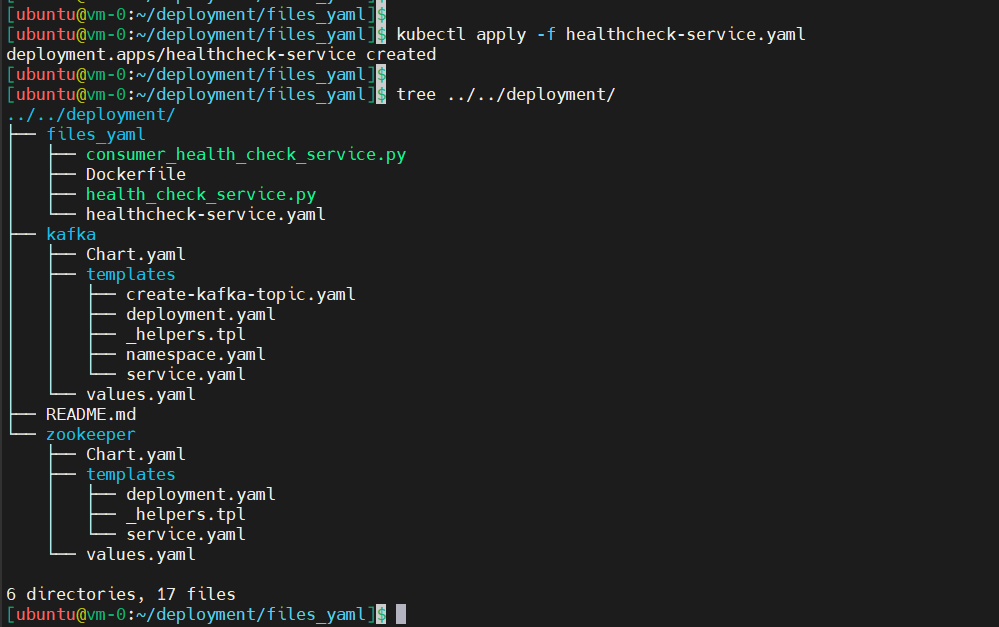 [ubuntu@vm-0:~/deployment/files_yaml]$
[ubuntu@vm-0:~/deployment/files_yaml]$ kubectl apply -f healthcheck-service.yaml
deployment.apps/healthcheck-service created
[ubuntu@vm-0:~/deployment/files_yaml]$
[ubuntu@vm-0:~/deployment/files_yaml]$ tree ../../deployment/
../../deployment/
├── files_yaml
│   ├── consumer_health_check_service.py
│   ├── Dockerfile
│   ├── health_check_service.py
│   └── healthcheck-service.yaml
├── kafka
│   ├── Chart.yaml
│   ├── templates
│   │   ├── create-kafka-topic.yaml
│   │   ├── deployment.yaml
│   │   ├── _helpers.tpl
│   │   ├── namespace.yaml
│   │   └── service.yaml
│   └── values.yaml
├── README.md
└── zookeeper
    ├── Chart.yaml
    ├── templates
    │   ├── deployment.yaml
    │   ├── _helpers.tpl
    │   └── service.yaml
    └── values.yaml

6 directories, 17 files
[ubuntu@vm-0:~/deployment/files_yaml]$